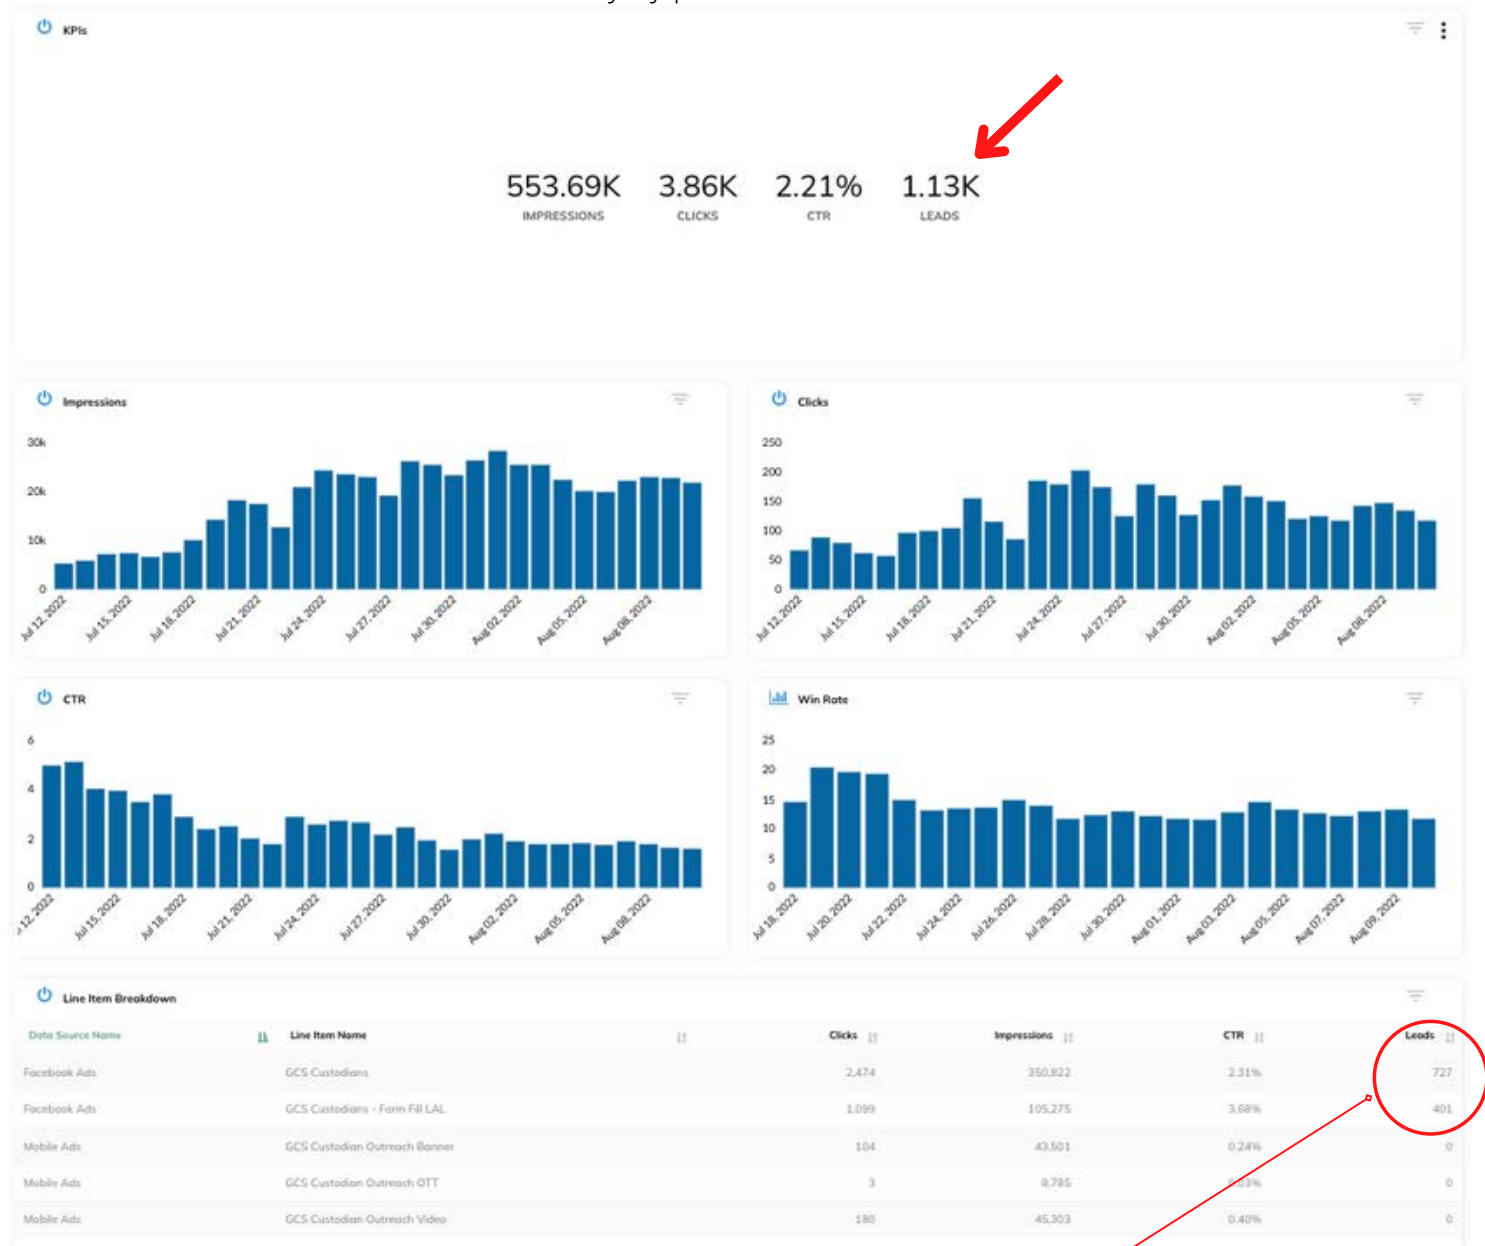 KPIs
553.69K 3.86K 2.21% 1.13K
IMPRESSIONS CLICKS CTR LEADS
Impressions
30k
20k
10k
0
Jul 12, 2022 Jul 15, 2022 Jul 18, 2022 Jul 21, 2022 Jul 24, 2022 Jul 27, 2022 Jul 30, 2022 Aug 02, 2022 Aug 05, 2022 Aug 08, 2022
Clicks
250
200
150
100
50
0
Jul 12, 2022 Jul 15, 2022 Jul 18, 2022 Jul 21, 2022 Jul 24, 2022 Jul 27, 2022 Jul 30, 2022 Aug 02, 2022 Aug 05, 2022 Aug 08, 2022
CTR
6
4
2
0
12, 2022 Jul 15, 2022 Jul 18, 2022 Jul 21, 2022 Jul 24, 2022 Jul 27, 2022 Jul 30, 2022 Aug 02, 2022 Aug 05, 2022 Aug 08, 2022
Win Rate
25
20
15
10
5
0
Jul 18, 2022 Jul 20, 2022 Jul 22, 2022 Jul 24, 2022 Jul 26, 2022 Jul 28, 2022 Jul 30, 2022 Aug 01, 2022 Aug 03, 2022 Aug 05, 2022 Aug 07, 2022 Aug 09, 2022
Line Item Breakdown
Data Source Name Line Item Name Clicks Impressions CTR Leads
Facebook Ads GCS Custodians 2,474 350,822 2.31% 727
Facebook Ads GCS Custodians - Form Fill LAL 1,099 105,275 3.68% 401
Mobile Ads GCS Custodian Outreach Banner 104 43,501 0.24% 0
Mobile Ads GCS Custodian Outreach OTT 3 8,785 0.03% 0
Mobile Ads GCS Custodian Outreach Video 180 45,303 0.40% 0